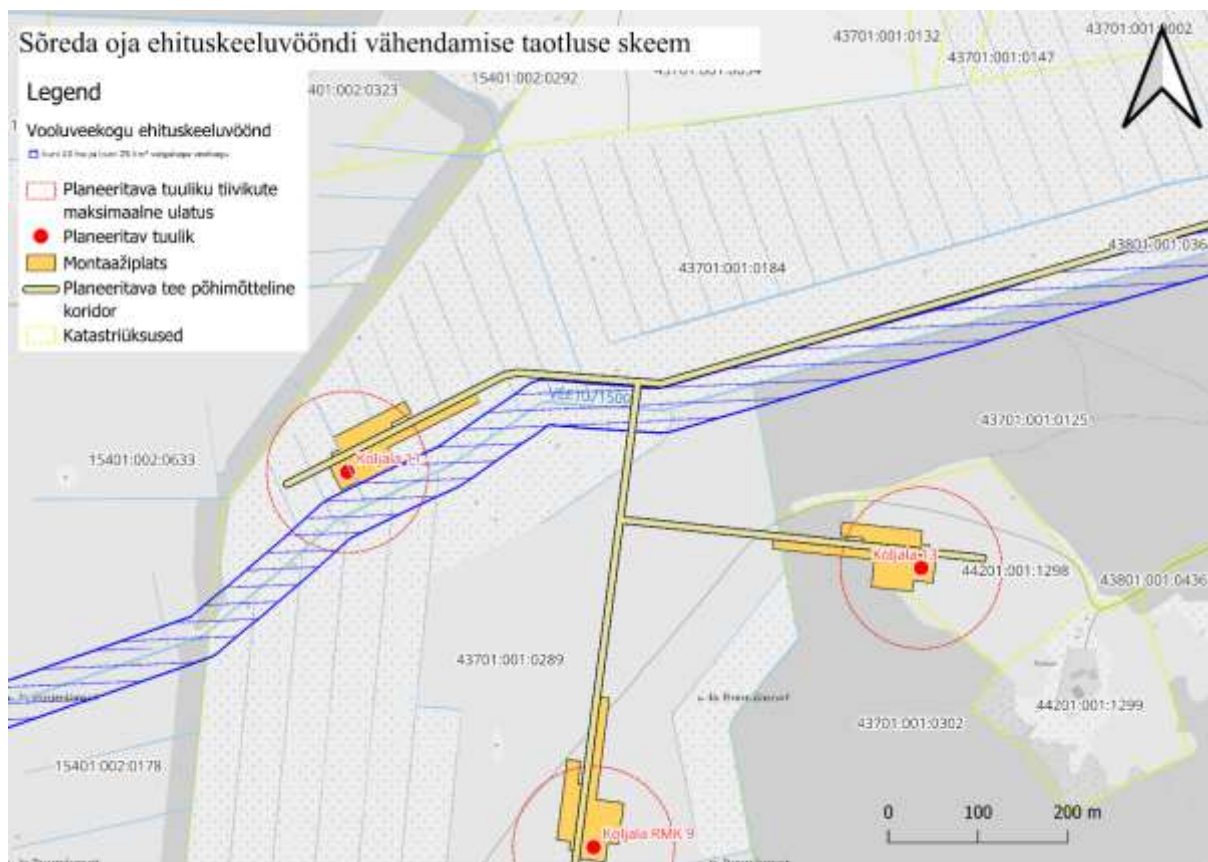 Sõreda oja ehituskeeluvööndi vähendamise taotluse skeem
Legend
Vooluveekogu ehituskeeluvöönd
Planeeritava tuuliku tiivikute
maksimaalne ulatus
Planeeritav tuulik
Montaažiplats
Planeeritava tee põhimõtteline
koridor
Katastriüksused
43701:001:0132
43701:001:0147
15401:002:0292
401:002:0323
43701:001:0184
43801:001:036
15401:002:0633
43701:001:0125
Koljala 11
Koljala 13
44201:001:1298
43801:001:0436
43701:001:0289
44201:001:1299
43701:001:0302
15401:002:0178
Koljala RMK 9
0 100 200 m